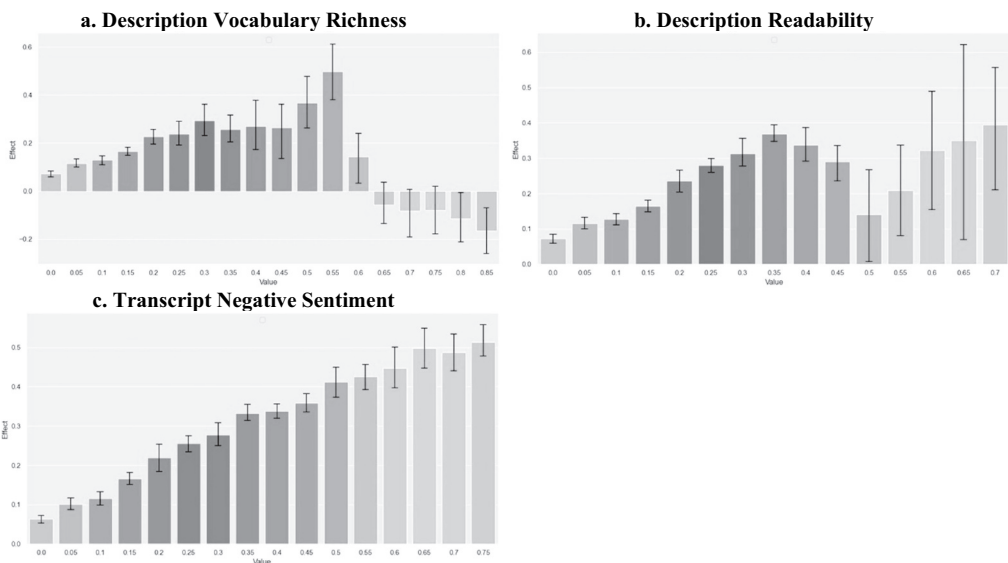 a. Description Vocabulary Richness
0.6
0.4
0.2
0.0
−0.2
Effect
0.0 0.05 0.1 0.15 0.2 0.25 0.3 0.35 0.4 0.45 0.5 0.55 0.6 0.65 0.7 0.75 0.8 0.85
Value
b. Description Readability
0.6
0.5
0.4
0.3
0.2
0.1
0.0
Effect
0.0 0.05 0.1 0.15 0.2 0.25 0.3 0.35 0.4 0.45 0.5 0.55 0.6 0.65 0.7
Value
c. Transcript Negative Sentiment
0.5
0.4
0.3
0.2
0.1
0.0
Effect
0.0 0.05 0.1 0.15 0.2 0.25 0.3 0.35 0.4 0.45 0.5 0.55 0.6 0.65 0.7 0.75
Value